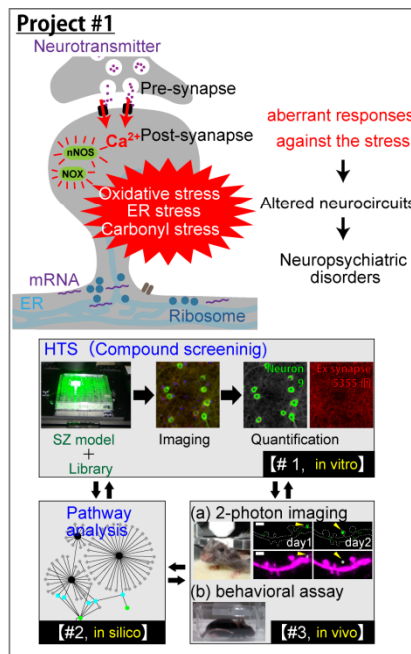 Project #1
Neurotransmitter
Pre-synapse
Ca²⁺
Post-syanapse
nNOS
NOX
Oxidative stress
ER stress
Carbonyl stress
mRNA
ER
Ribosome
aberrant responses
against the stress
Altered neurocircuits
Neuropsychiatric
disorders
HTS（Compound screeninig)
Neuron
9
Ex synapse
SZ model
+
Library
Imaging
Quantification
【# 1, in vitro】
Pathway
analysis
【#2, in silico】
(a) 2-photon imaging
day1
day2
(b) behavioral assay
【#3, in vivo】